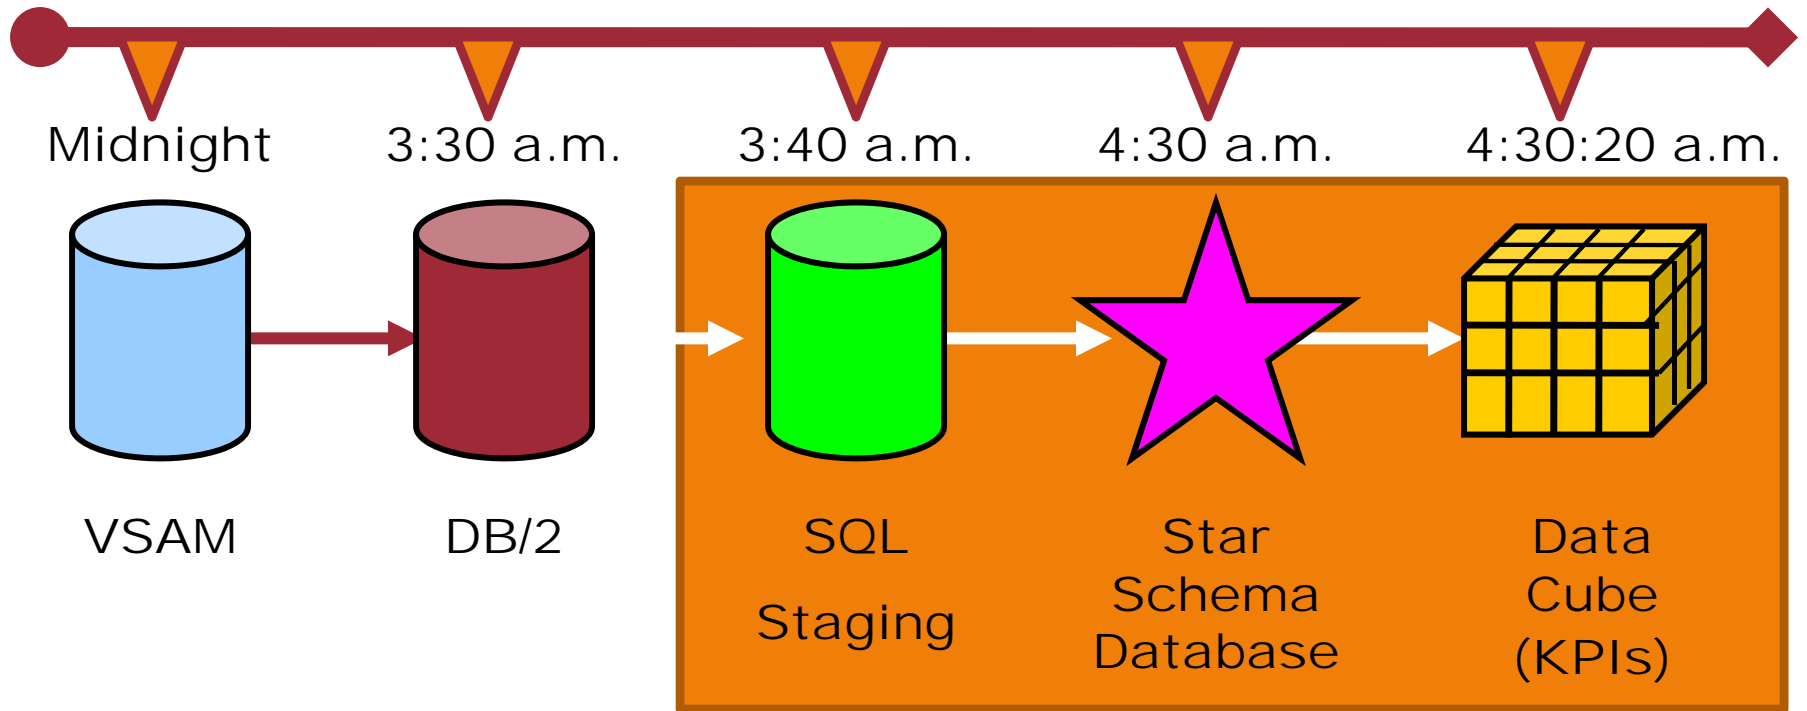 Midnight
3:30 a.m.
3:40 a.m.
4:30 a.m.
4:30:20 a.m.
VSAM
DB/2
SQL
Staging
Star
Schema
Database
Data
Cube
(KPIs)